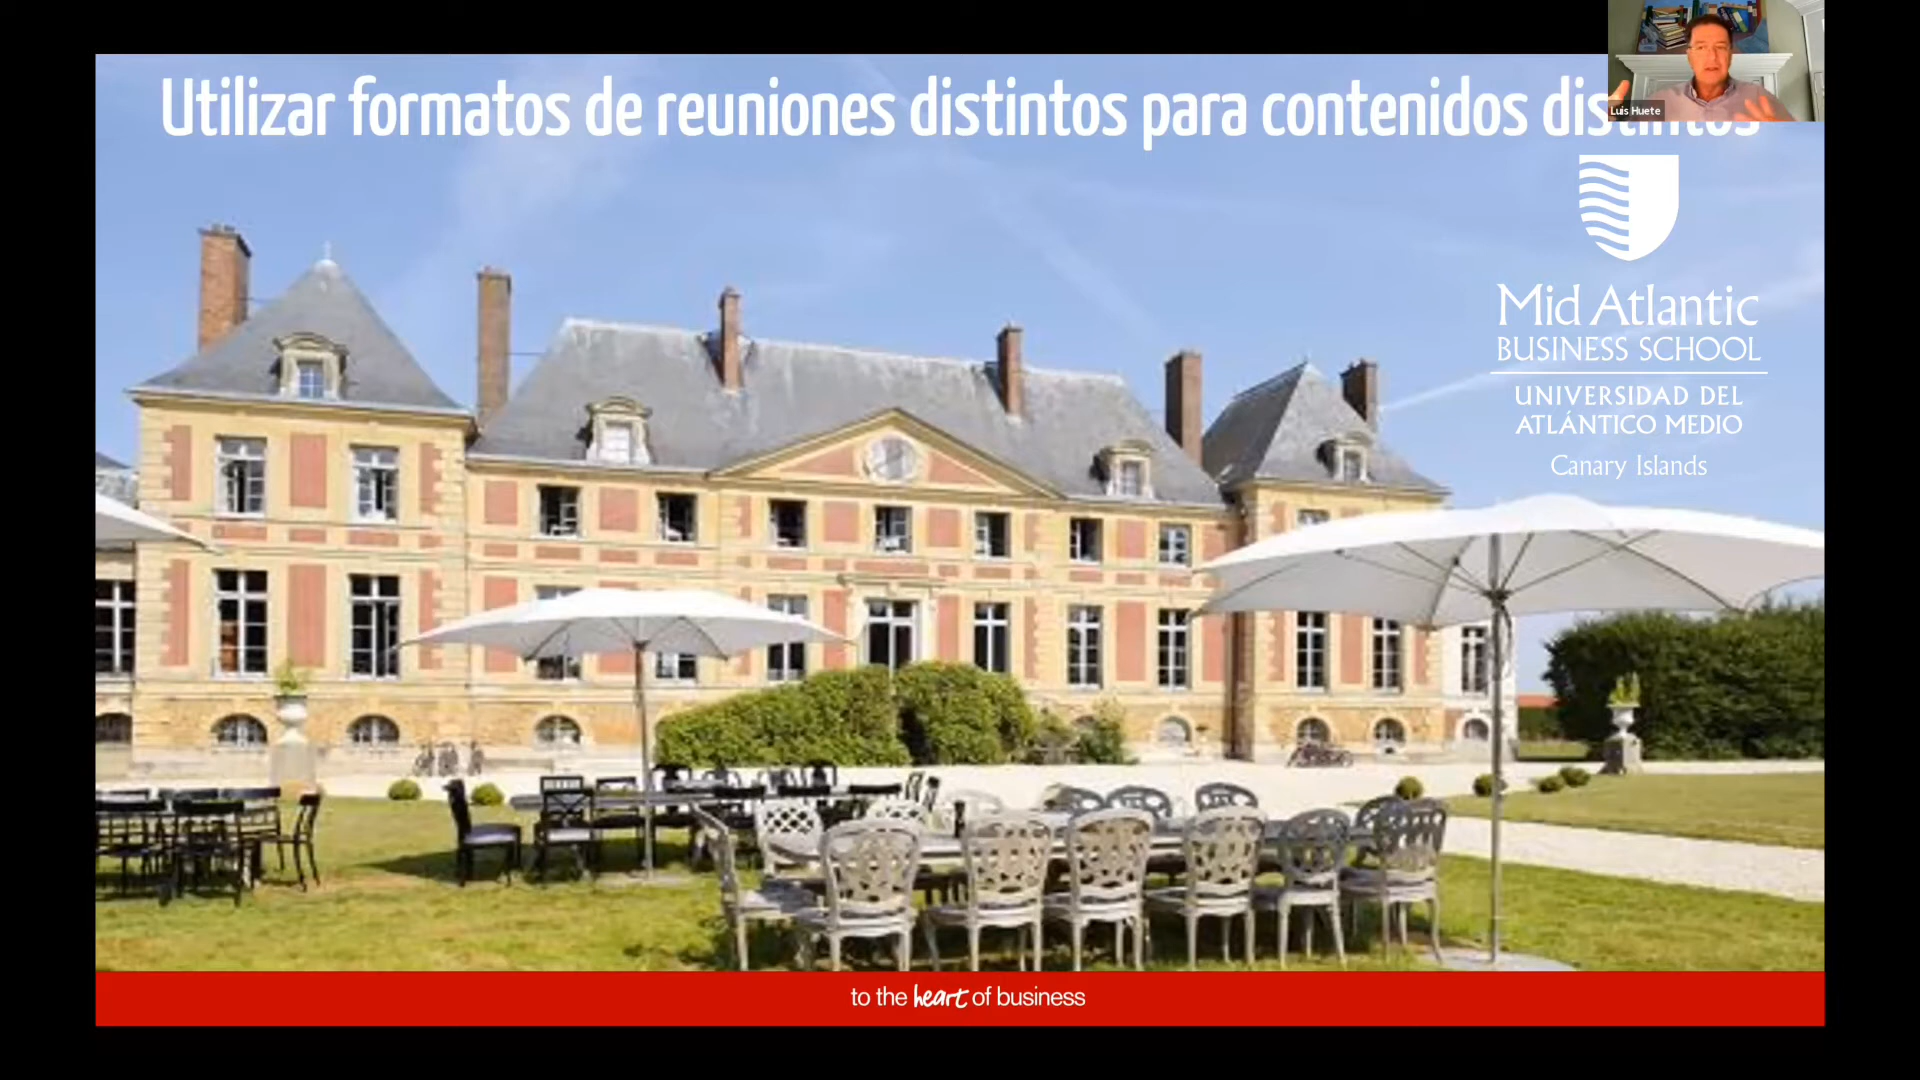 Utilizar formatos de reuniones distintos para contenidos distintos
Luis Huete
Mid Atlantic
BUSINESS SCHOOL
UNIVERSIDAD DEL
ATLÁNTICO MEDIO
Canary Islands
to the heart of business